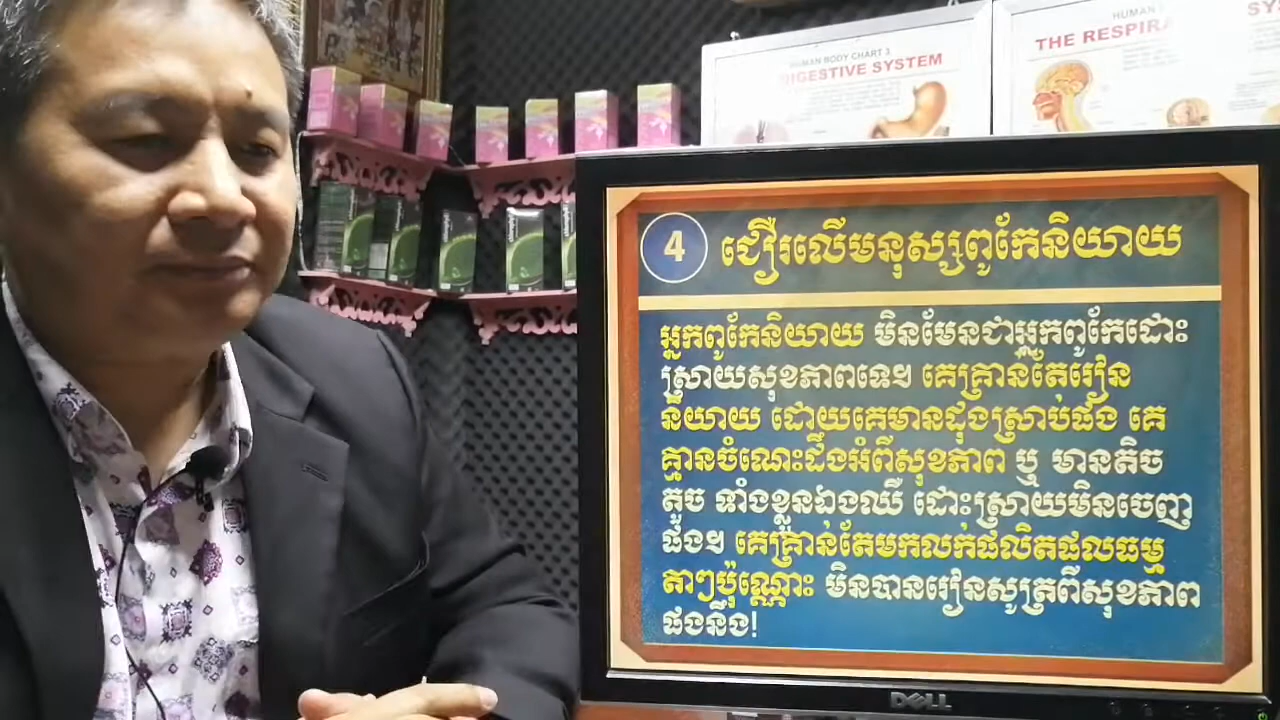 HUMAN BODY CHART 3.
DIGESTIVE SYSTEM
HUMAN
THE RESPIRA
SY
4
ជឿរលើមនុស្សពូកែនិយាយ
អ្នកពូកែនិយាយ មិនមែនជាអ្នកពូកែដោះ
ស្រាយសុខភាពទេ។ គេគ្រាន់តែរៀន
និយាយ ដោយគេមានដុងស្រាប់ផង គេ
គ្មានចំណេះដឹងអំពីសុខភាព ឬ មានតិច
តួច ទាំងខ្លួនឯងឈឺ ដោះស្រាយមិនចេញ
ផង។ គេគ្រាន់តែមកលក់ផលិតផលធម្ម
តាៗប៉ុណ្ណោះ មិនបានរៀនសូត្រពីសុខភាព
ផងនឹង!
DELL